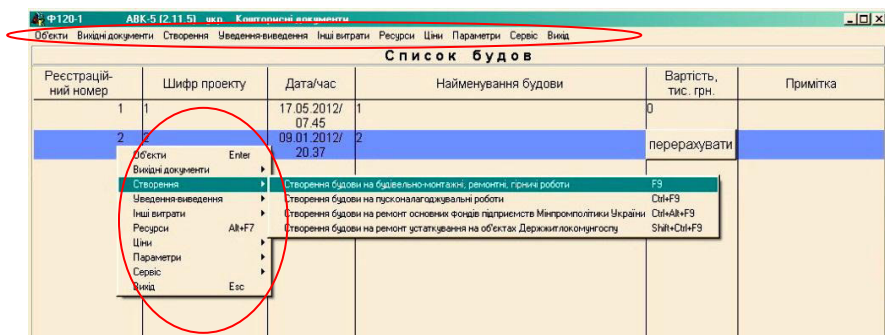 Ф120-1 АВК-5 (2.11.5) укр. Кошторисні документи
Об'єкти Вихідні документи Створення Уведення-виведення Інші витрати Ресурси Ціни Параметри Сервіс Вихід
Список будов
Реєстрацій-ний номер Шифр проекту Дата/час Найменування будови Вартість, тис. грн. Примітка
1 1 17.05.2012/ 07.45 1 0
2 2 09.01.2012/ 20.37 2 перерахувати
Об'єкти Enter
Вихідні документи
Створення
Уведення-виведення
Інші витрати
Ресурси Alt+F7
Ціни
Параметри
Сервіс
Вихід Esc
Створення будови на будівельно-монтажні, ремонтні, гірничі роботи F9
Створення будови на пусконалагоджувальні роботи Ctrl+F9
Створення будови на ремонт основних фондів підприємств Мінпромполітики України Ctrl+Alt+F9
Створення будови на ремонт устаткування на об'єктах Держжитлокомунгоспу Shift+Ctrl+F9